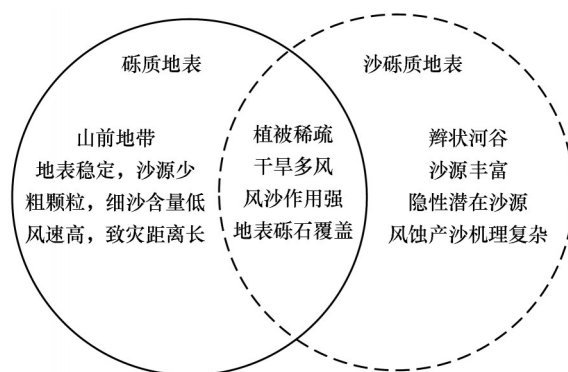 砾质地表
沙砾质地表
山前地带
地表稳定，沙源少
粗颗粒，细沙含量低
风速高，致灾距离长
植被稀疏
干旱多风
风沙作用强
地表砾石覆盖
辫状河谷
沙源丰富
隐性潜在沙源
风蚀产沙机理复杂